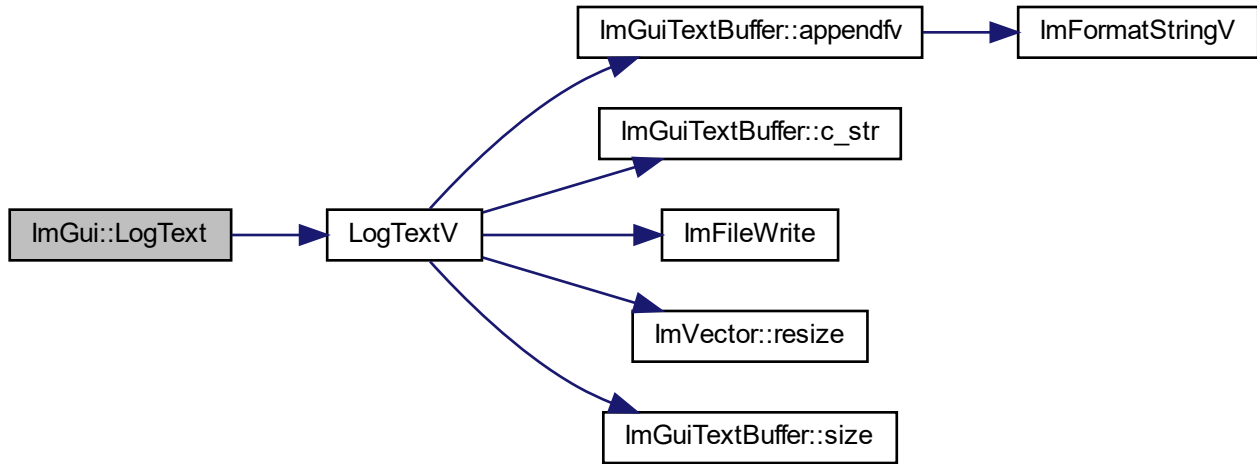 ImGuiTextBuffer::appendfv
ImFormatStringV
ImGuiTextBuffer::c_str
ImGui::LogText
LogTextV
ImFileWrite
ImVector::resize
ImGuiTextBuffer::size